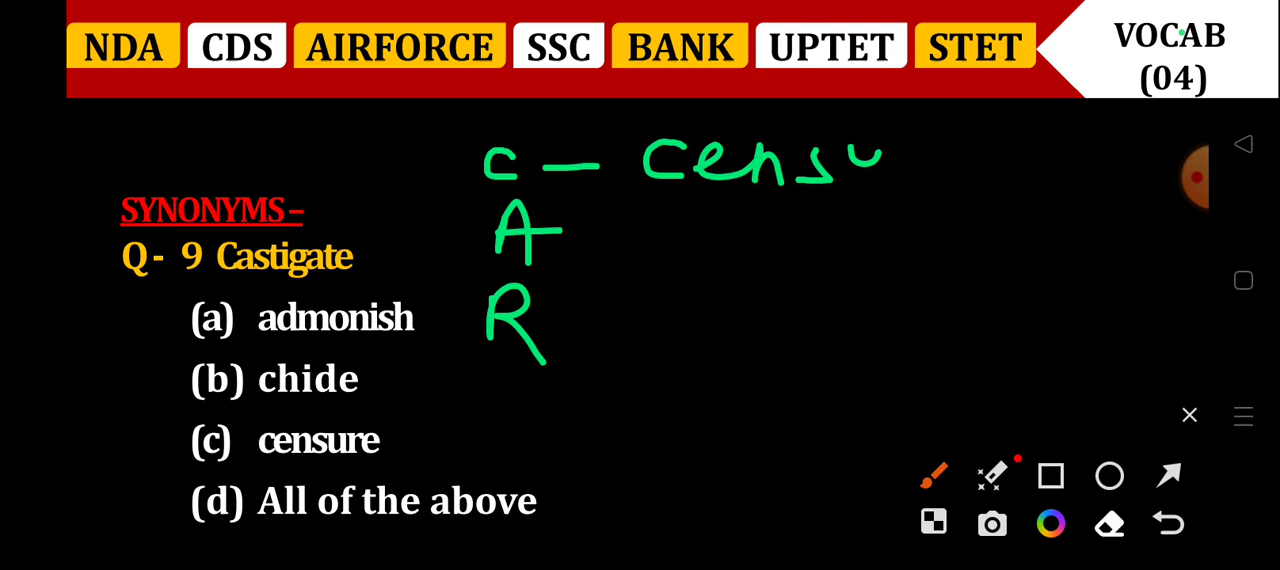 NDA CDS AIRFORCE SSC BANK UPTET STET
VOCAB
(04)
C — Censu
A
R
SYNONYMS –
Q- 9 Castigate
(a) admonish
(b) chide
(c) censure
(d) All of the above